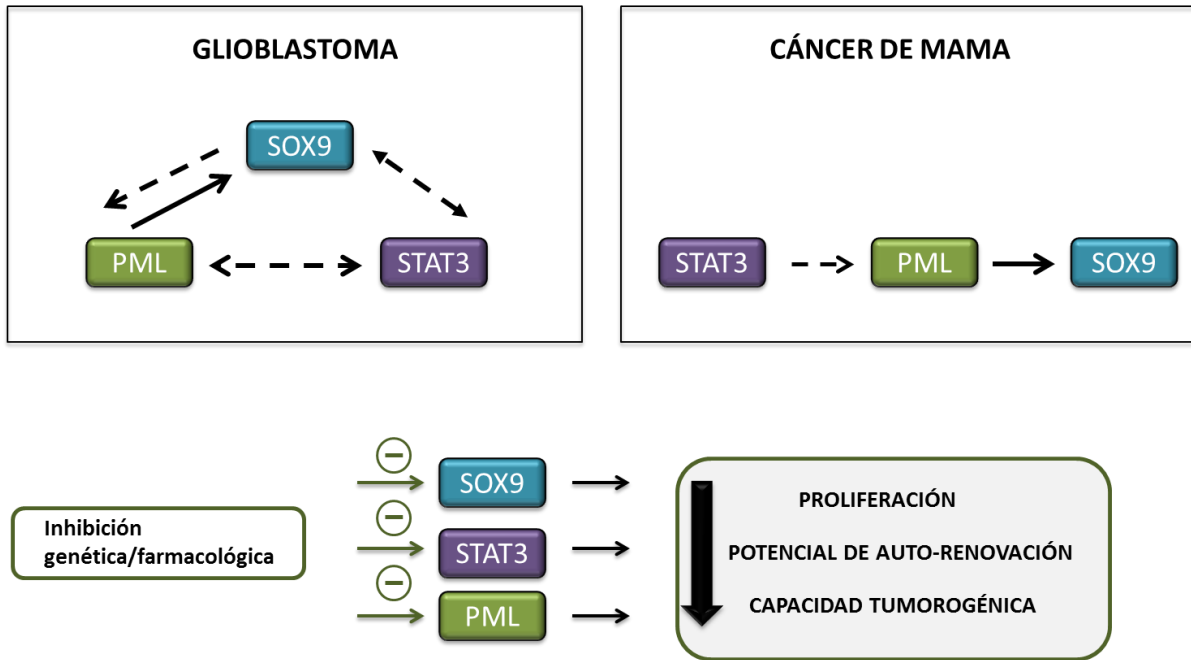 GLIOBLASTOMA
SOX9
PML
STAT3
CÁNCER DE MAMA
STAT3
PML
SOX9
Inhibición
genética/farmacológica
−
SOX9
−
STAT3
−
PML
PROLIFERACIÓN
POTENCIAL DE AUTO-RENOVACIÓN
CAPACIDAD TUMOROGÉNICA